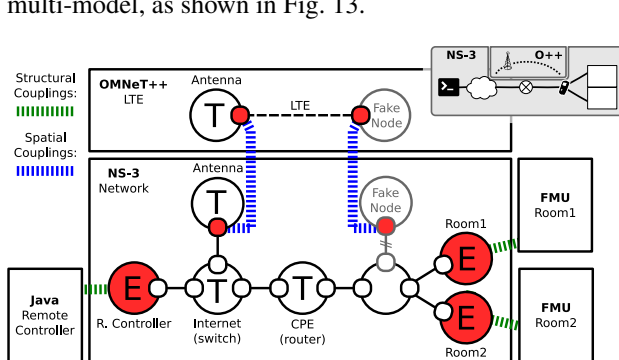 multi-model, as shown in Fig. 13.
NS-3
O++
Structural
Couplings:
Spatial
Couplings:
OMNeT++
LTE
Antenna
T
LTE
Fake
Node
NS-3
Network
Antenna
T
Fake
Node
Room1
E
FMU
Room1
Java
Remote
Controller
E
R. Controller
T
Internet
(switch)
T
CPE
(router)
E
Room2
FMU
Room2